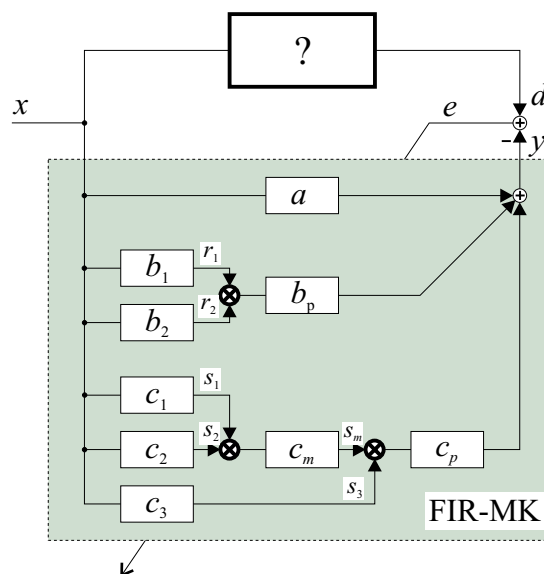 ?
x
d
e
-
y
a
b₁
r₁
r₂
bₚ
b₂
c₁
s₁
c₂
s₂
cₘ
sₘ
cₚ
c₃
s₃
FIR-MK